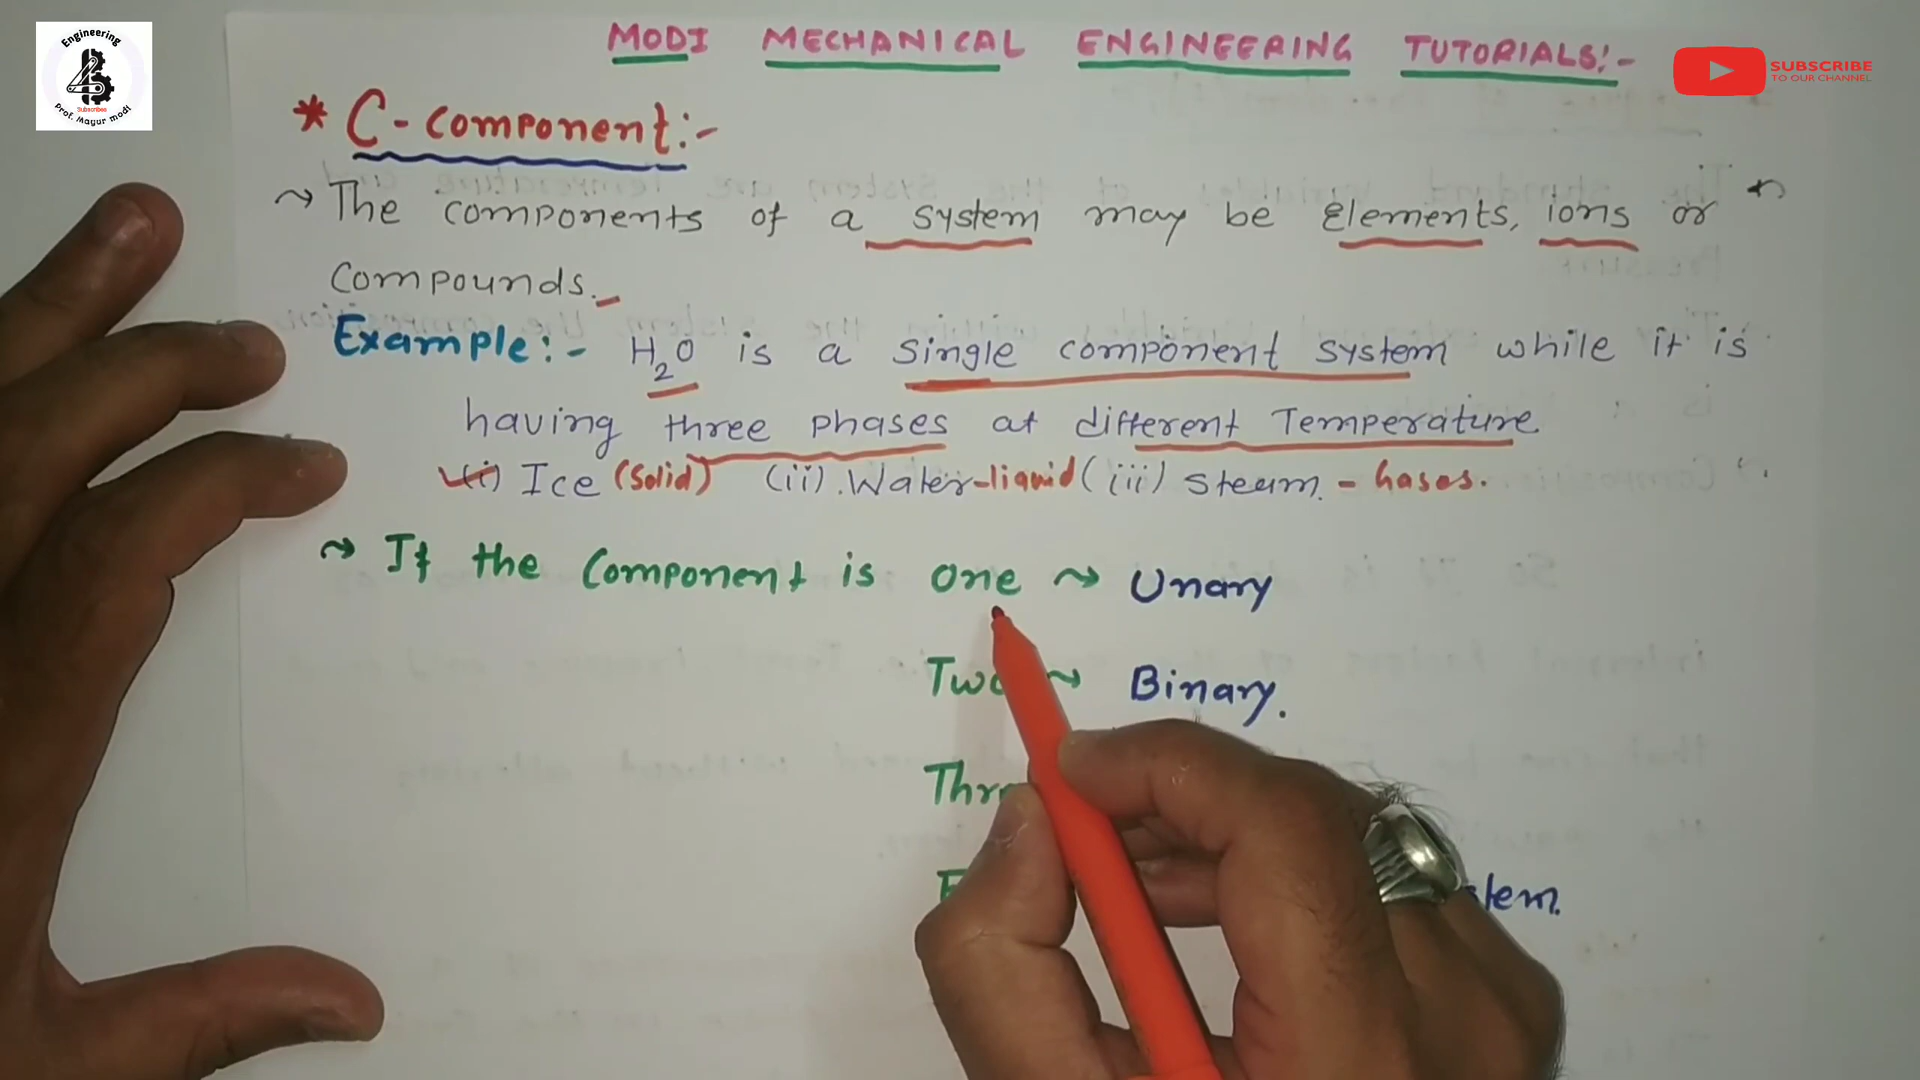 MODI MECHANICAL ENGINEERING TUTORIALS:-
SUBSCRIBE
TO OUR CHANNEL
Engineering
Subscribes
Prof. Mayur modi
* C-component:-
~> The components of a system may be elements, ions or
compounds.
Example:- H2O is a single component system while it is
having three phases at different Temperature
(i) Ice (solid) (ii). Water-liquid (iii) steam. - gases.
~> If the component is one ~> Unary
Two ~> Binary.